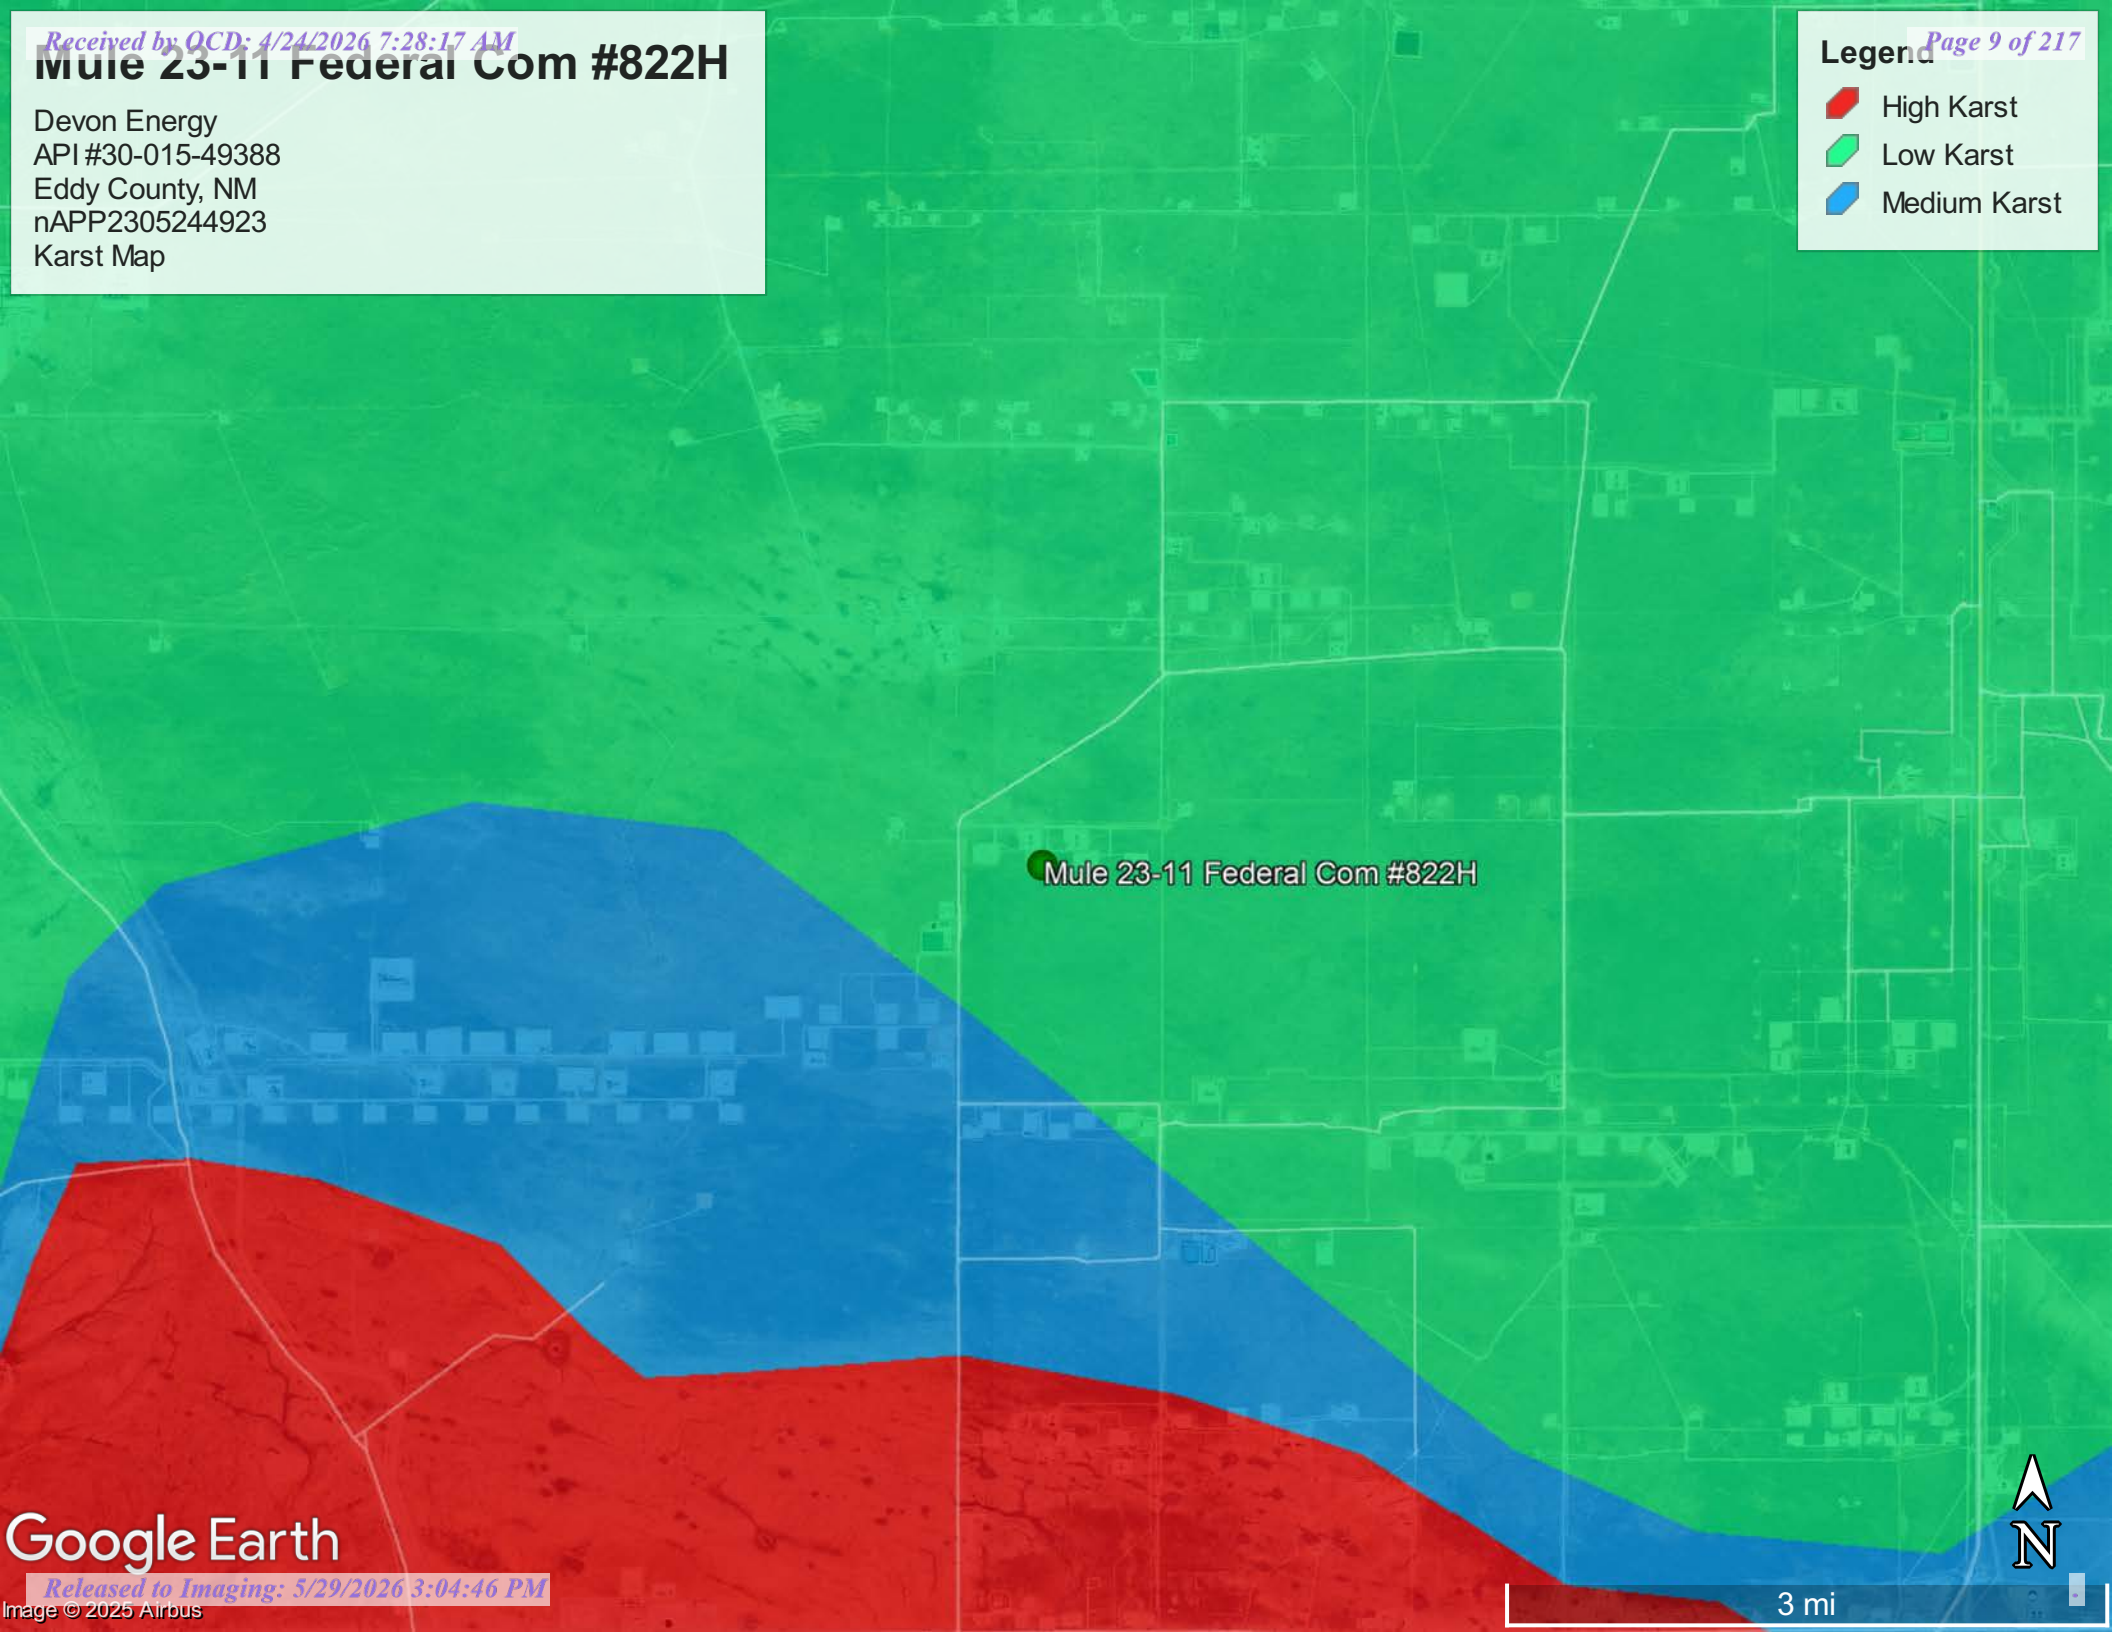 Received by OCD: 4/24/2026 7:28:17 AM
Page 9 of 217
Mule 23-11 Federal Com #822H
Devon Energy
API #30-015-49388
Eddy County, NM
nAPP2305244923
Karst Map
Legend
High Karst
Low Karst
Medium Karst
Mule 23-11 Federal Com #822H
N
Google Earth
Released to Imaging: 5/29/2026 3:04:46 PM
Image © 2025 Airbus
3 mi